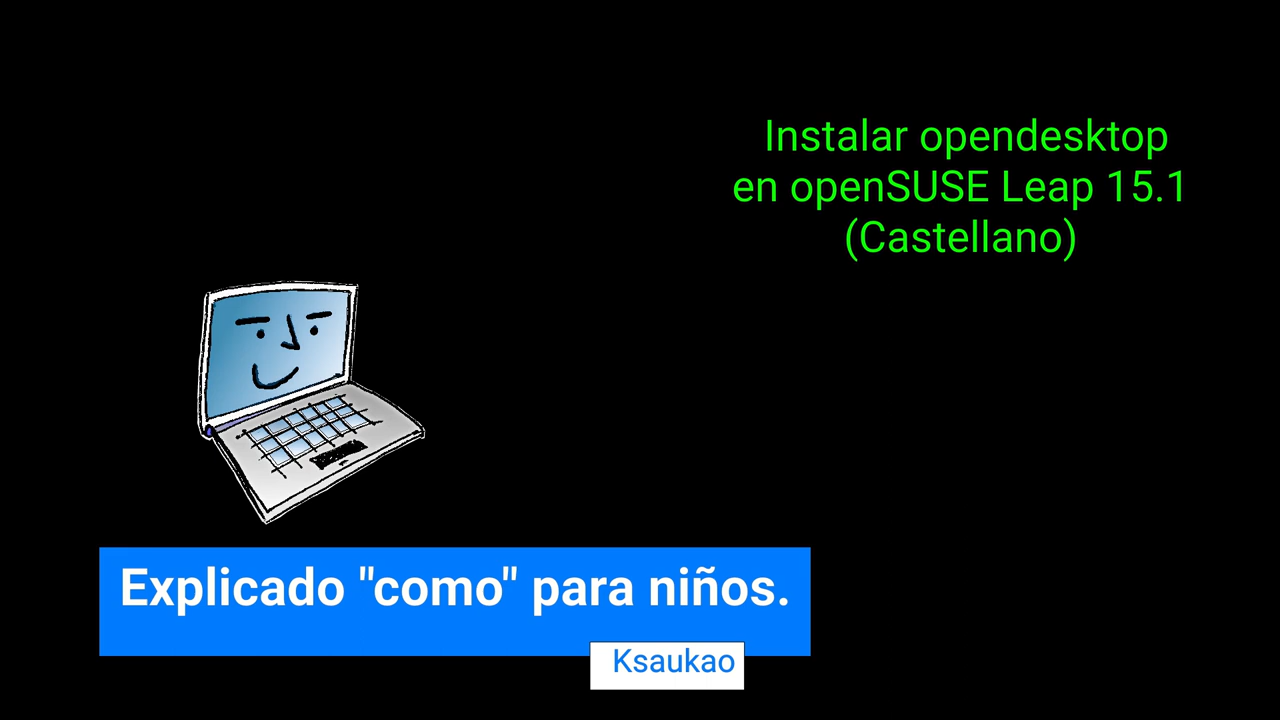 Instalar opendesktop
en openSUSE Leap 15.1
(Castellano)
Explicado "como" para niños.
Ksaukao